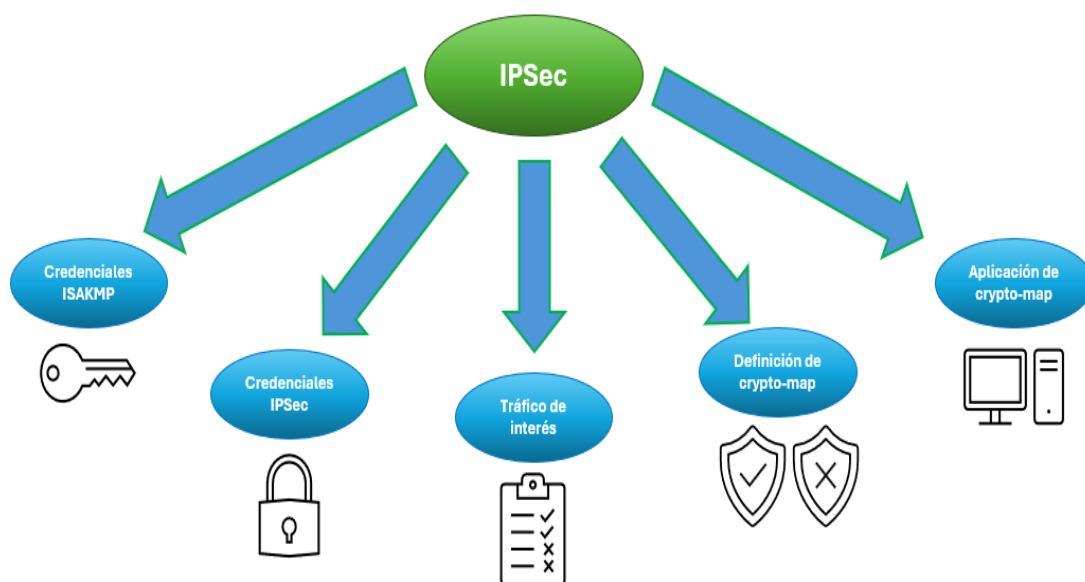 IPSec
Credenciales
ISAKMP
Credenciales
IPSec
Tráfico de
interés
Definición de
crypto-map
Aplicación de
crypto-map